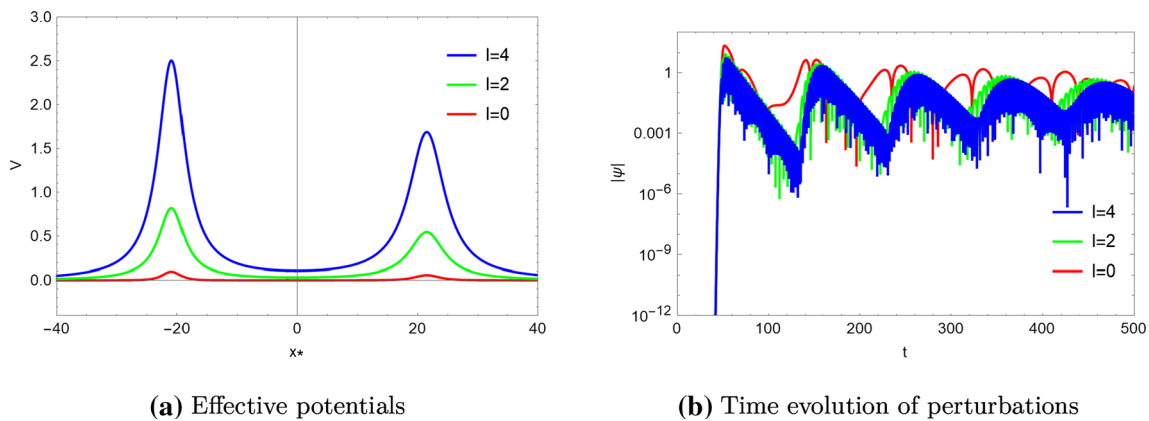 3.0
2.5
2.0
1.5
1.0
0.5
0.0
V
−40
−20
0
20
40
x*
l=4
l=2
l=0
(a) Effective potentials
1
0.001
10−6
10−9
10−12
|ψ|
0
100
200
300
400
500
t
l=4
l=2
l=0
(b) Time evolution of perturbations